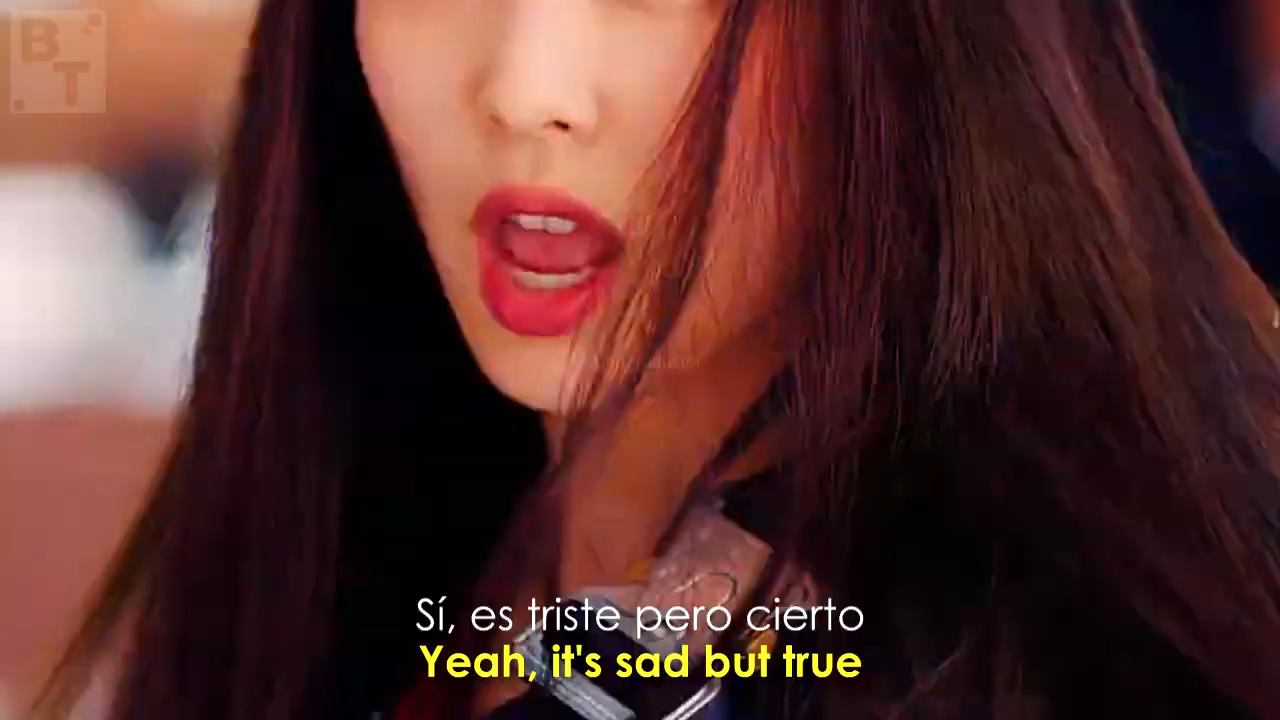 B
T
Sí, es triste pero cierto
Yeah, it's sad but true